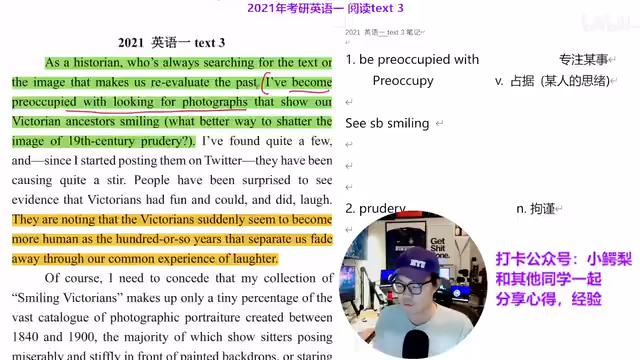 2021年考研英语一 阅读text 3
2021 英语一 text 3
As a historian, who's always searching for the text or
the image that makes us re-evaluate the past, I've become
preoccupied with looking for photographs that show our
Victorian ancestors smiling (what better way to shatter the
image of 19th-century prudery?). I've found quite a few,
and—since I started posting them on Twitter—they have been
causing quite a stir. People have been surprised to see
evidence that Victorians had fun and could, and did, laugh.
They are noting that the Victorians suddenly seem to become
more human as the hundred-or-so years that separate us fade
away through our common experience of laughter.
Of course, I need to concede that my collection of
“Smiling Victorians” makes up only a tiny percentage of the
vast catalogue of photographic portraiture created between
1840 and 1900, the majority of which show sitters posing
miserably and stiffly in front of painted backdrops, or staring
2021 英语一 text 3 笔记
1. be preoccupied with 专注某事
Preoccupy v. 占据 (某人的思绪)
See sb smiling
2. prudery n. 拘谨
Get
Shit
打卡公众号：小鳄梨
和其他同学一起
分享心得，经验
bilibili